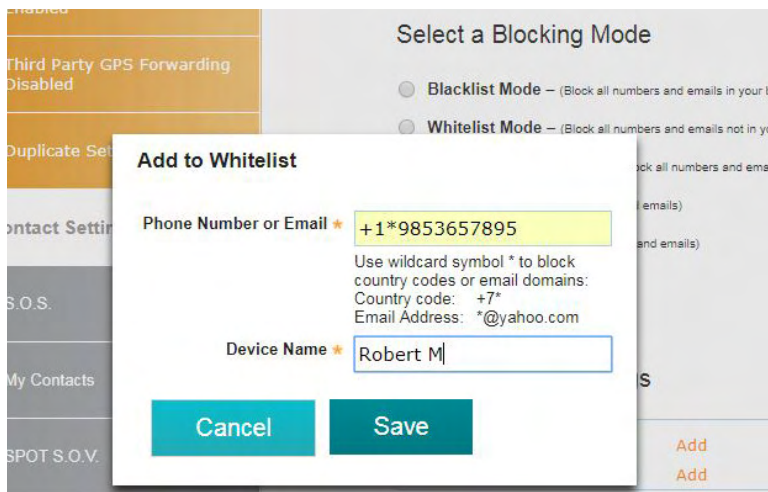 Enabled
Third Party GPS Forwarding
Disabled
Duplicate Set
ontact Settin
S.O.S.
My Contacts
SPOT S.O.V.
Select a Blocking Mode
Blacklist Mode – (Block all numbers and emails in your
Whitelist Mode – (Block all numbers and emails not in yo
ock all numbers and ema
emails)
and emails)
Add to Whitelist
Phone Number or Email *
+1*9853657895
Use wildcard symbol * to block
country codes or email domains:
Country code: +7*
Email Address: *@yahoo.com
Device Name *
Robert M
Cancel
Save
Add
Add